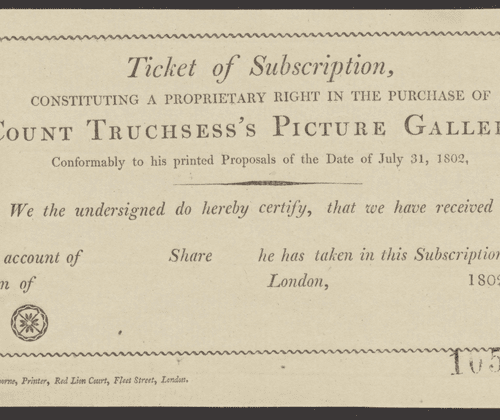 Ticket of Subscription,
CONSTITUTING A PROPRIETARY RIGHT IN THE PURCHASE OF
COUNT TRUCHSESS'S PICTURE GALLE
Conformably to his printed Proposals of the Date of July 31, 1802,
We the undersigned do hereby certify, that we have received
account of Share he has taken in this Subscription
n of London, 180
105
orne, Printer, Red Lion Court, Fleet Street, London.